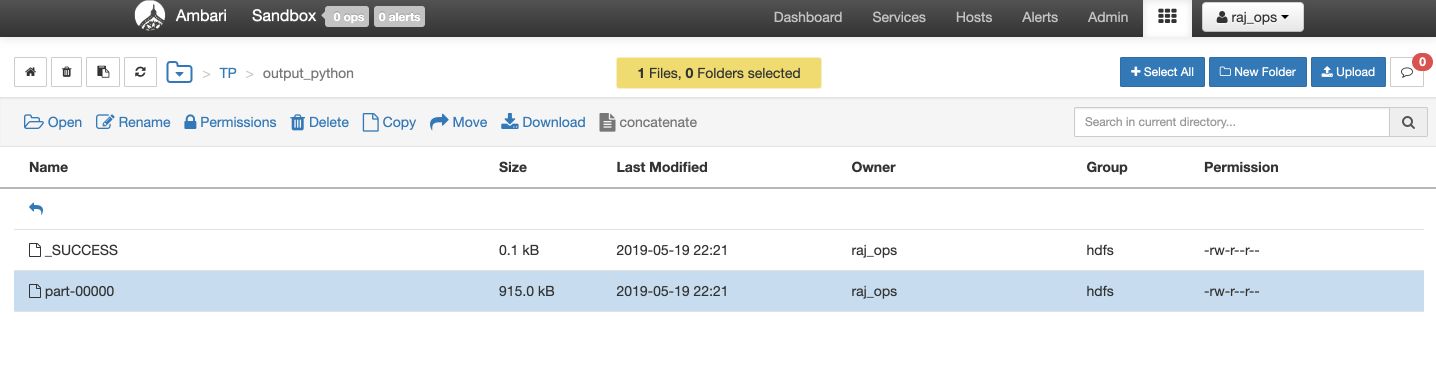 Ambari Sandbox 0 ops 0 alerts Dashboard Services Hosts Alerts Admin raj_ops
> TP > output_python 1 Files, 0 Folders selected Select All New Folder Upload 0
Open Rename Permissions Delete Copy Move Download concatenate Search in current directory...
Name Size Last Modified Owner Group Permission
_SUCCESS 0.1 kB 2019-05-19 22:21 raj_ops hdfs -rw-r--r--
part-00000 915.0 kB 2019-05-19 22:21 raj_ops hdfs -rw-r--r--